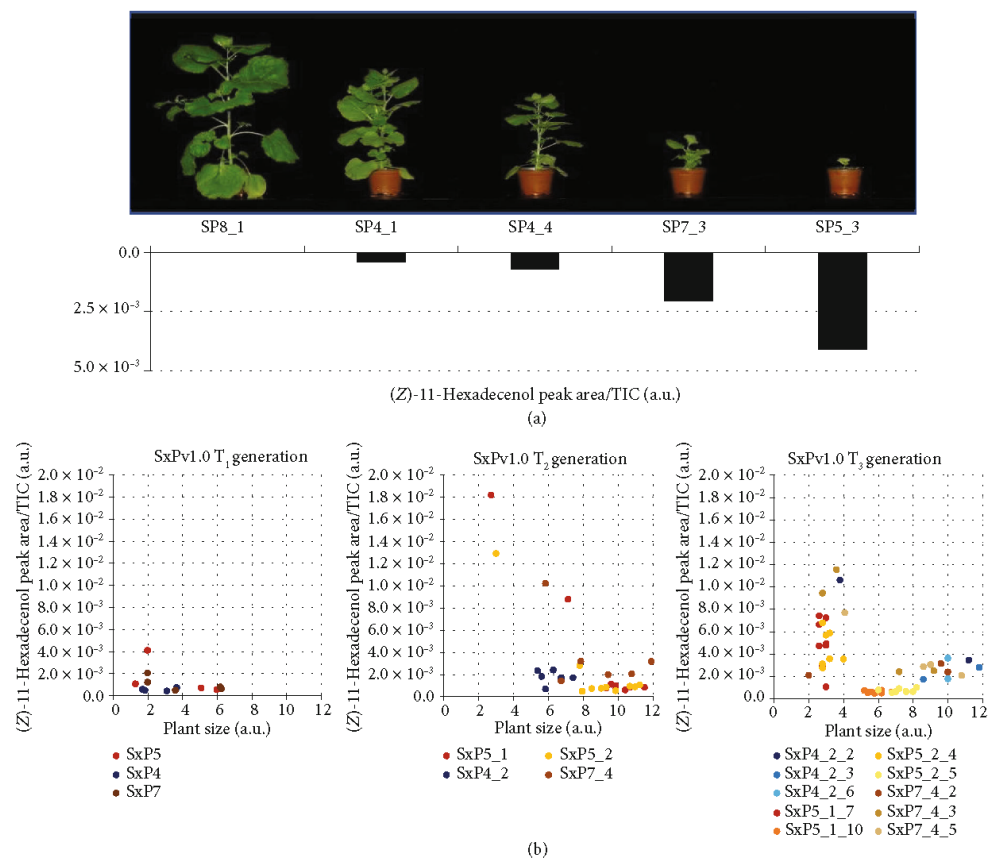 SP8_1 SP4_1 SP4_4 SP7_3 SP5_3
0.0
2.5 × 10⁻³
5.0 × 10⁻³
(Z)-11-Hexadecenol peak area/TIC (a.u.)
(a)
SxPv1.0 T₁ generation
(Z)-11-Hexadecenol peak area/TIC (a.u.)
2.0 × 10⁻²
1.8 × 10⁻²
1.6 × 10⁻²
1.4 × 10⁻²
1.2 × 10⁻²
1.0 × 10⁻²
8.0 × 10⁻³
6.0 × 10⁻³
4.0 × 10⁻³
2.0 × 10⁻³
0.0
0 2 4 6 8 10 12
Plant size (a.u.)
SxP5
SxP4
SxP7
SxPv1.0 T₂ generation
(Z)-11-Hexadecenol peak area/TIC (a.u.)
2.0 × 10⁻²
1.8 × 10⁻²
1.6 × 10⁻²
1.4 × 10⁻²
1.2 × 10⁻²
1.0 × 10⁻²
8.0 × 10⁻³
6.0 × 10⁻³
4.0 × 10⁻³
2.0 × 10⁻³
0.0
0 2 4 6 8 10 12
Plant size (a.u.)
SxP5_1 SxP5_2
SxP4_2 SxP7_4
SxPv1.0 T₃ generation
(Z)-11-Hexadecenol peak area/TIC (a.u.)
2.0 × 10⁻²
1.8 × 10⁻²
1.6 × 10⁻²
1.4 × 10⁻²
1.2 × 10⁻²
1.0 × 10⁻²
8.0 × 10⁻³
6.0 × 10⁻³
4.0 × 10⁻³
2.0 × 10⁻³
0.0
0 2 4 6 8 10 12
Plant size (a.u.)
SxP4_2_2 SxP5_2_4
SxP4_2_3 SxP5_2_5
SxP4_2_6 SxP7_4_2
SxP5_1_7 SxP7_4_3
SxP5_1_10 SxP7_4_5
(b)